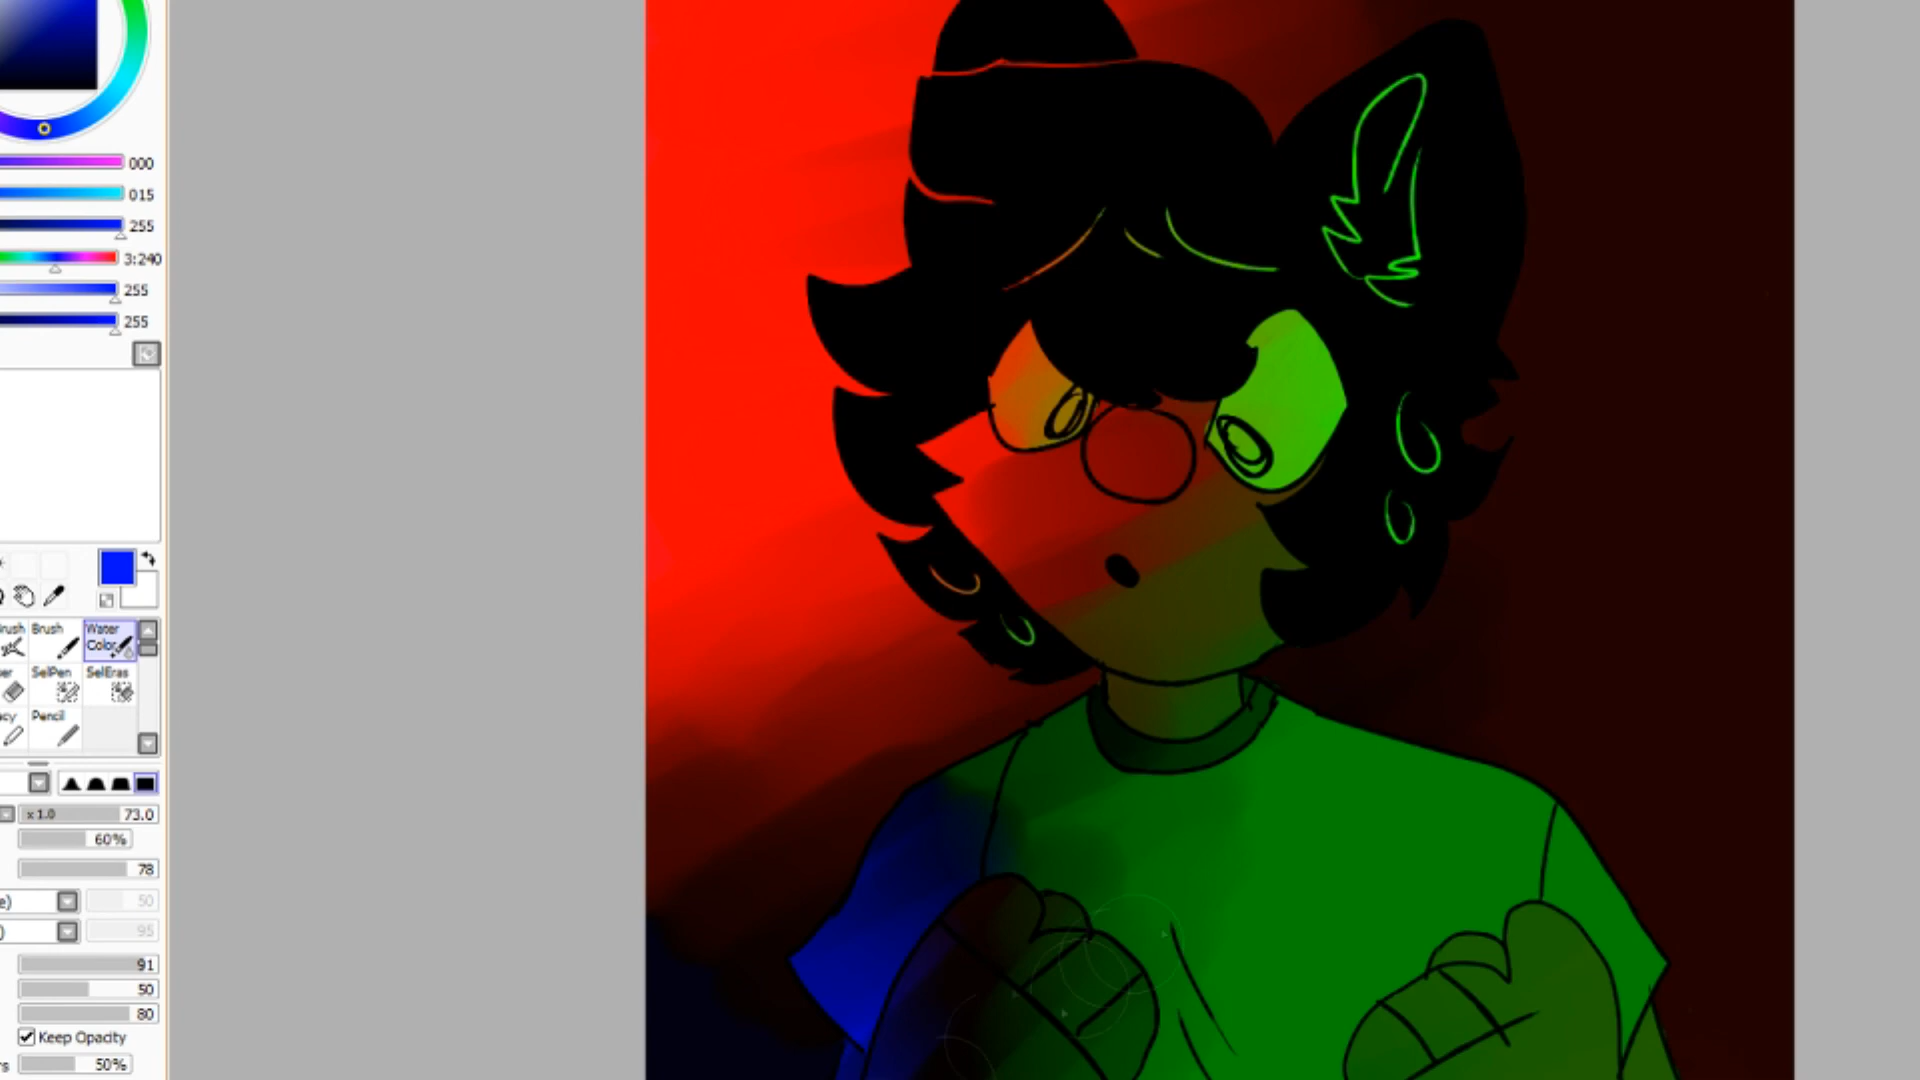 000
015
255
3:240
255
255
Brush
Water
Color
SelPen
SelEras
Pencil
x 1.0
73.0
60%
78
50
95
91
50
80
Keep Opacity
50%